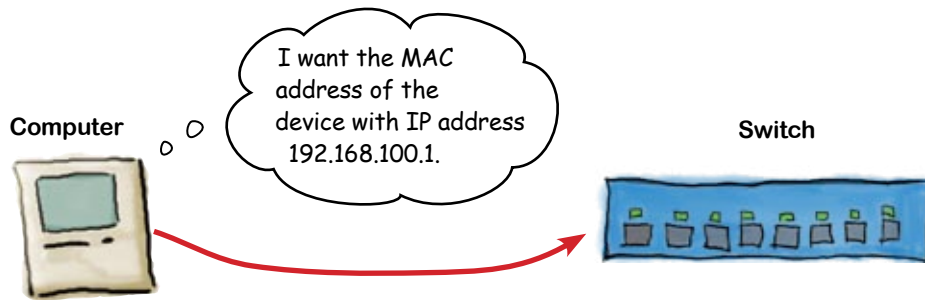 I want the MAC
address of the
device with IP address
192.168.100.1.
Computer
Switch